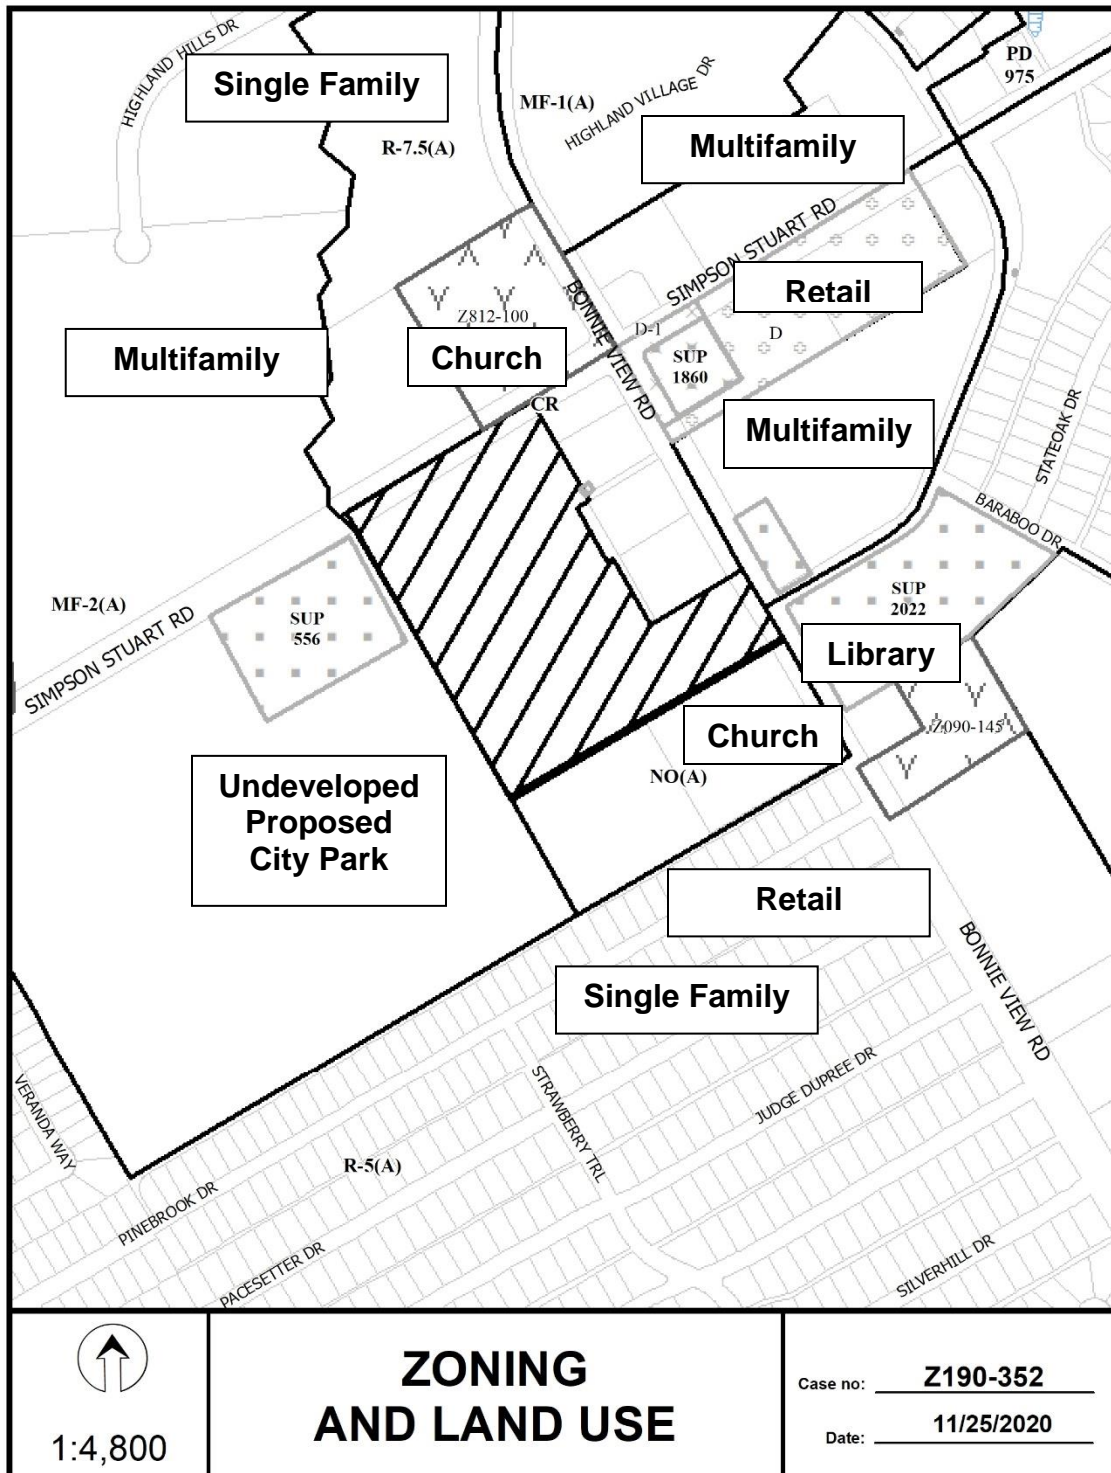 HIGHLAND HILLS DR
Single Family
MF-1(A)
HIGHLAND VILLAGE DR
PD
975
R-7.5(A)
Multifamily
SIMPSON STUART RD
Retail
Z812-100
BONNIE VIEW RD
D-1
D
SUP
1860
Multifamily
Church
CR
Multifamily
STATEOAK DR
BARABOO DR
MF-2(A)
SIMPSON STUART RD
SUP
556
SUP
2022
Library
Church
Z090-145
NO(A)
Undeveloped
Proposed
City Park
Retail
Single Family
BONNIE VIEW RD
VERANDA WAY
STRAWBERRY TRL
JUDGE DUPREE DR
R-5(A)
PINEBROOK DR
PACESETTER DR
SILVERHILL DR
1:4,800
ZONING
AND LAND USE
Case no: Z190-352
Date: 11/25/2020